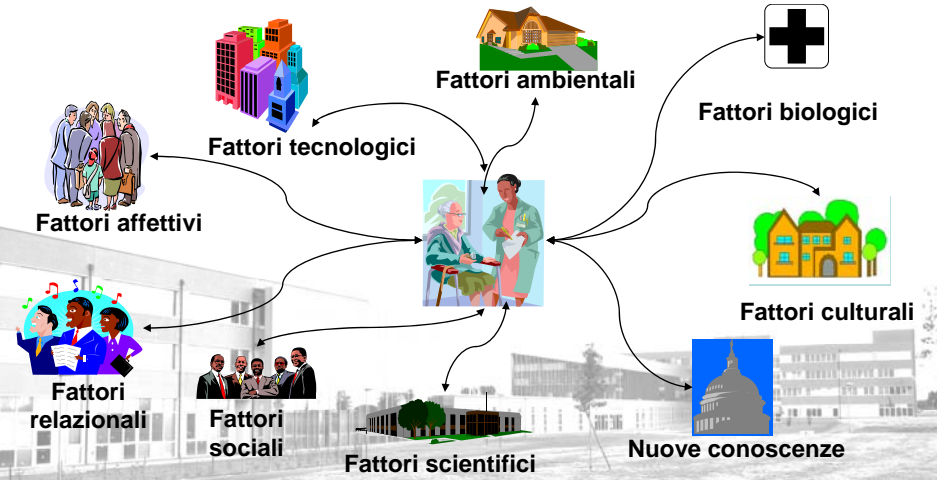 Fattori ambientali
Fattori biologici
Fattori tecnologici
Fattori affettivi
Fattori culturali
Fattori
relazionali
Fattori
sociali
Nuove conoscenze
Fattori scientifici